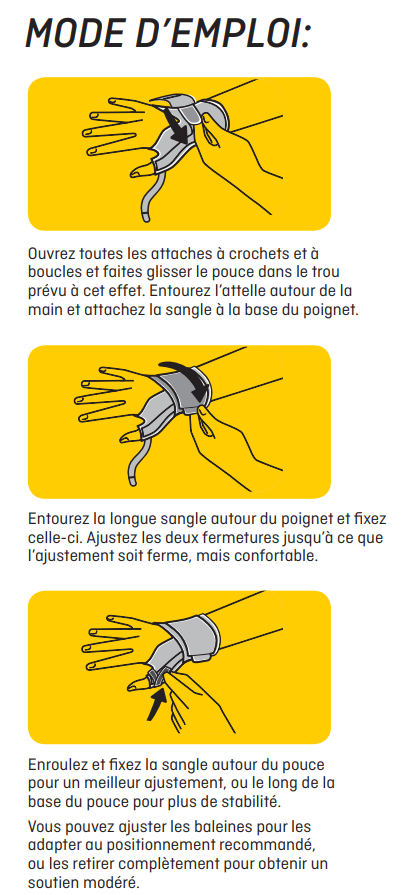 MODE D’EMPLOI:
Ouvrez toutes les attaches à crochets et à
boucles et faites glisser le pouce dans le trou
prévu à cet effet. Entourez l’attelle autour de la
main et attachez la sangle à la base du poignet.
Entourez la longue sangle autour du poignet et fixez
celle-ci. Ajustez les deux fermetures jusqu’à ce que
l’ajustement soit ferme, mais confortable.
Enroulez et fixez la sangle autour du pouce
pour un meilleur ajustement, ou le long de la
base du pouce pour plus de stabilité.
Vous pouvez ajuster les baleines pour les
adapter au positionnement recommandé,
ou les retirer complètement pour obtenir un
soutien modéré.